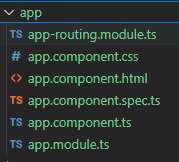 app
TS app-routing.module.ts
# app.component.css
<> app.component.html
TS app.component.spec.ts
TS app.component.ts
TS app.module.ts